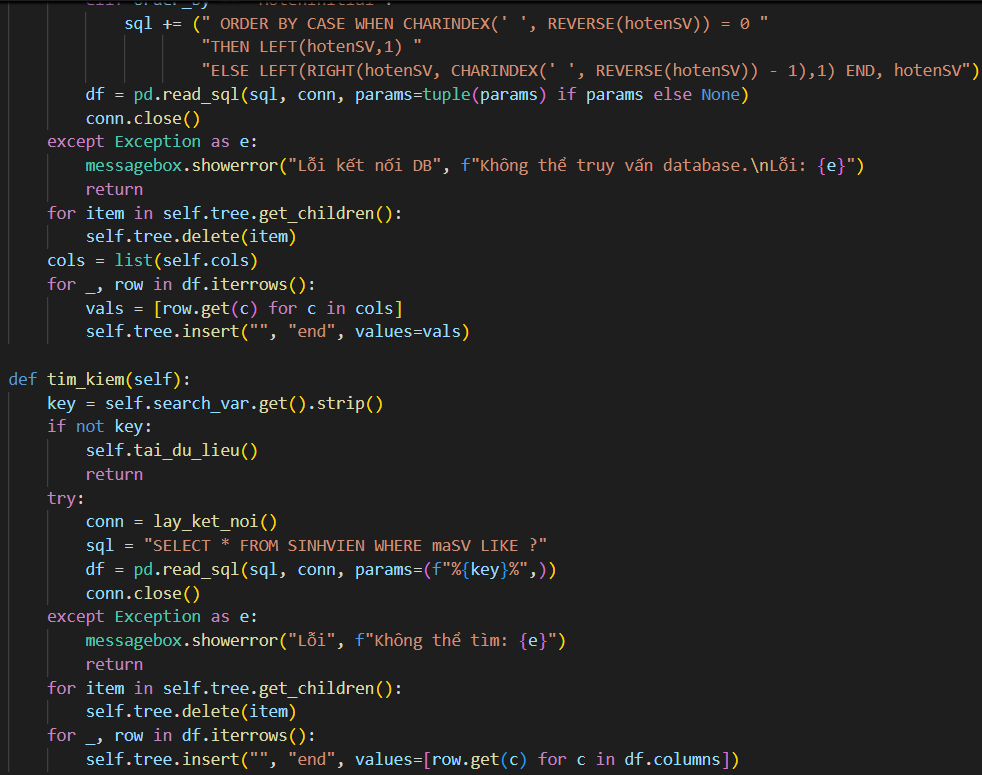 sql += (" ORDER BY CASE WHEN CHARINDEX(' ', REVERSE(hotenSV)) = 0 "
"THEN LEFT(hotenSV,1) "
"ELSE LEFT(RIGHT(hotenSV, CHARINDEX(' ', REVERSE(hotenSV)) - 1),1) END, hotenSV")
df = pd.read_sql(sql, conn, params=tuple(params) if params else None)
conn.close()
except Exception as e:
messagebox.showerror("Lỗi kết nối DB", f"Không thể truy vấn database.\nLỗi: {e}")
return
for item in self.tree.get_children():
self.tree.delete(item)
cols = list(self.cols)
for _, row in df.iterrows():
vals = [row.get(c) for c in cols]
self.tree.insert("", "end", values=vals)
def tim_kiem(self):
key = self.search_var.get().strip()
if not key:
self.tai_du_lieu()
return
try:
conn = lay_ket_noi()
sql = "SELECT * FROM SINHVIEN WHERE maSV LIKE ?"
df = pd.read_sql(sql, conn, params=(f"%{key}%",))
conn.close()
except Exception as e:
messagebox.showerror("Lỗi", f"Không thể tìm: {e}")
return
for item in self.tree.get_children():
self.tree.delete(item)
for _, row in df.iterrows():
self.tree.insert("", "end", values=[row.get(c) for c in df.columns])